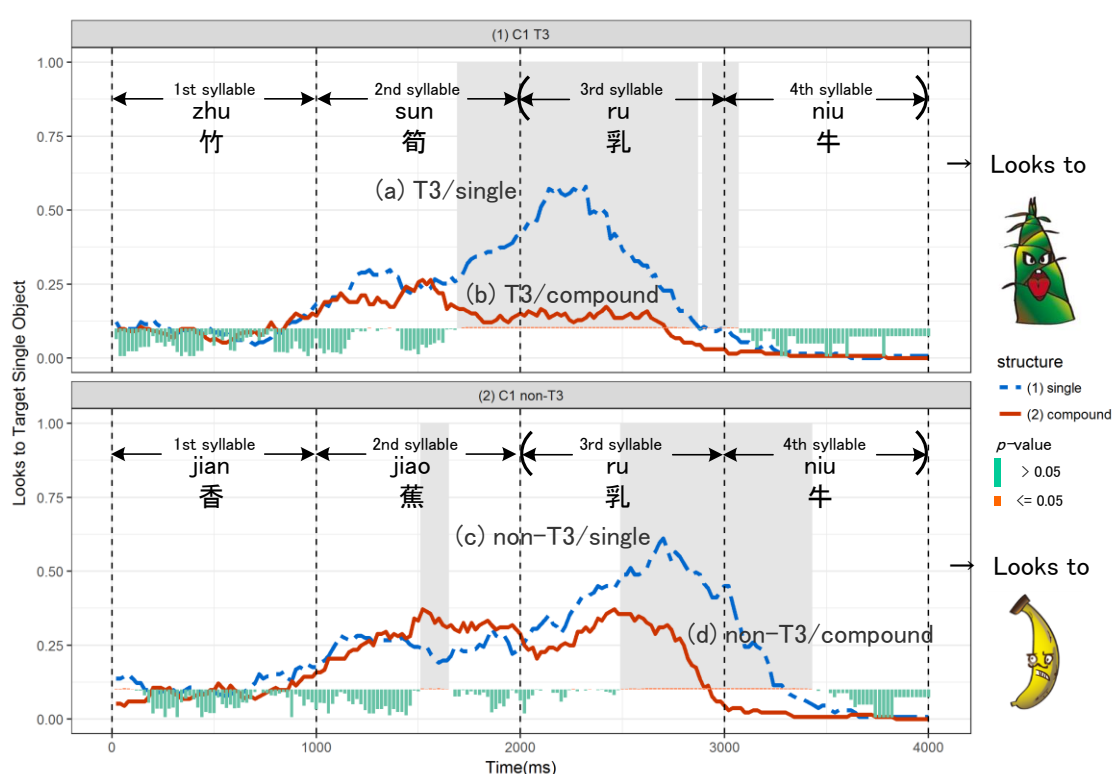 (1) C1 T3
Looks to Target Single Object
1.00
0.75
0.50
0.25
0.00
1st syllable
zhu
竹
2nd syllable
sun
筍
(
3rd syllable
ru
乳
4th syllable
niu
牛
)
(a) T3/single
(b) T3/compound
→ Looks to
structure
(1) single
(2) compound
p-value
> 0.05
<= 0.05
(2) C1 non-T3
1.00
0.75
0.50
0.25
0.00
1st syllable
jian
香
2nd syllable
jiao
蕉
(
3rd syllable
ru
乳
4th syllable
niu
牛
)
(c) non-T3/single
(d) non-T3/compound
→ Looks to
0
1000
2000
3000
4000
Time(ms)